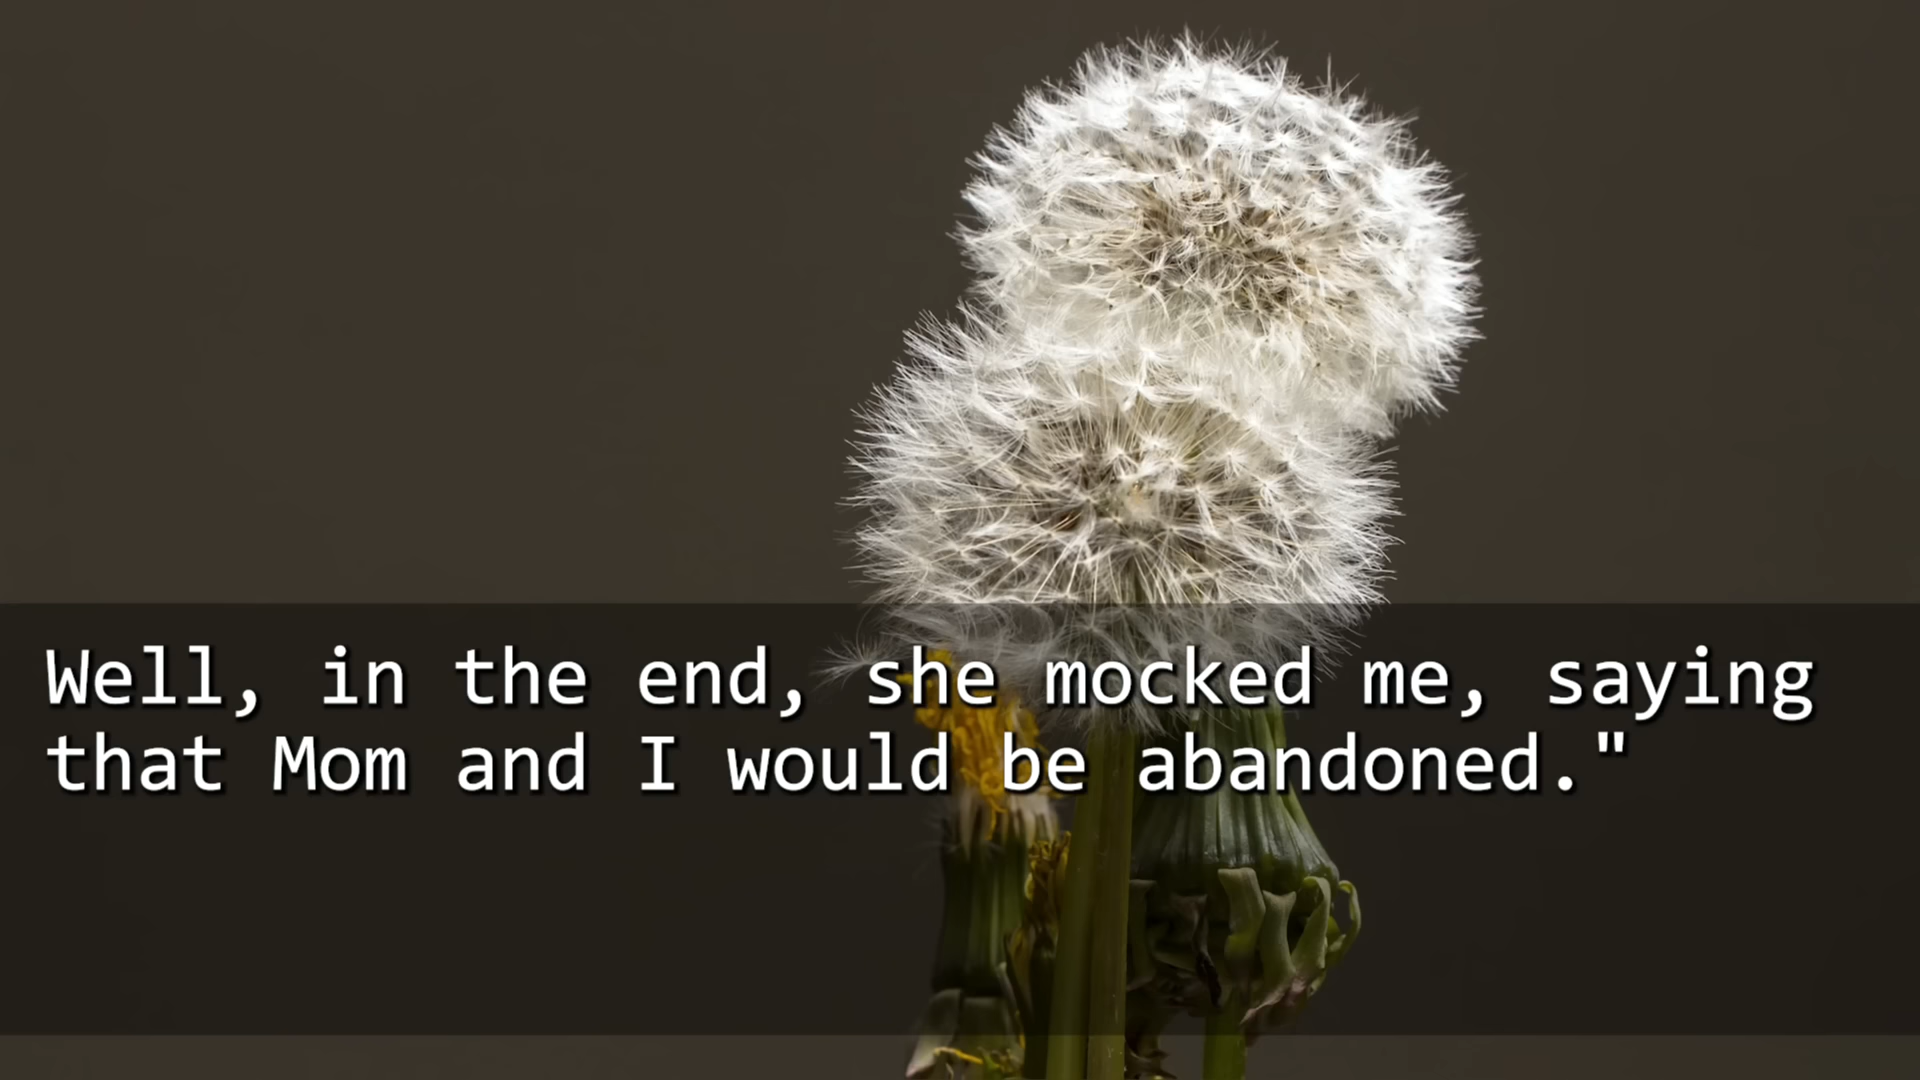 Well, in the end, she mocked me, saying
that Mom and I would be abandoned."